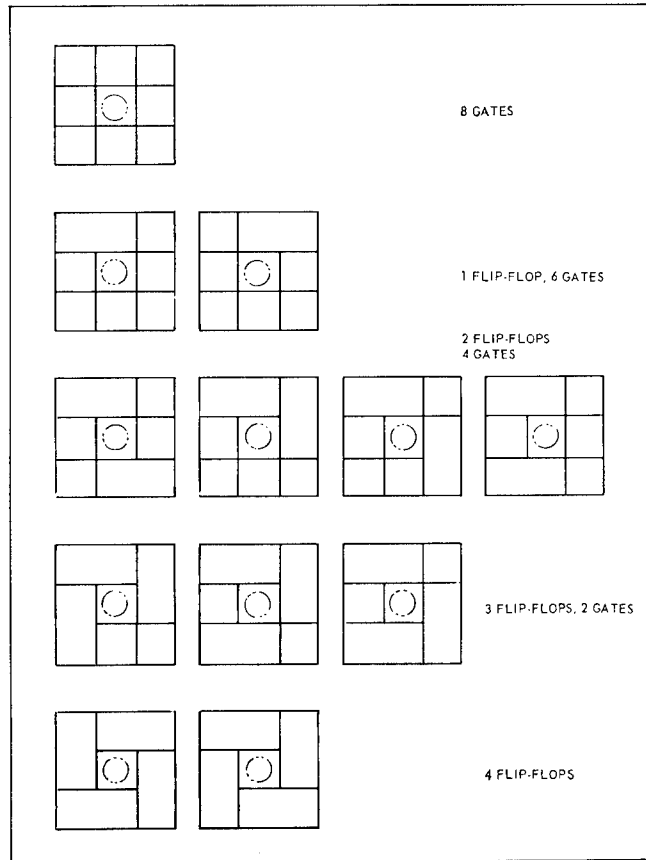 8 GATES
1 FLIP-FLOP, 6 GATES
2 FLIP-FLOPS
4 GATES
3 FLIP-FLOPS, 2 GATES
4 FLIP-FLOPS